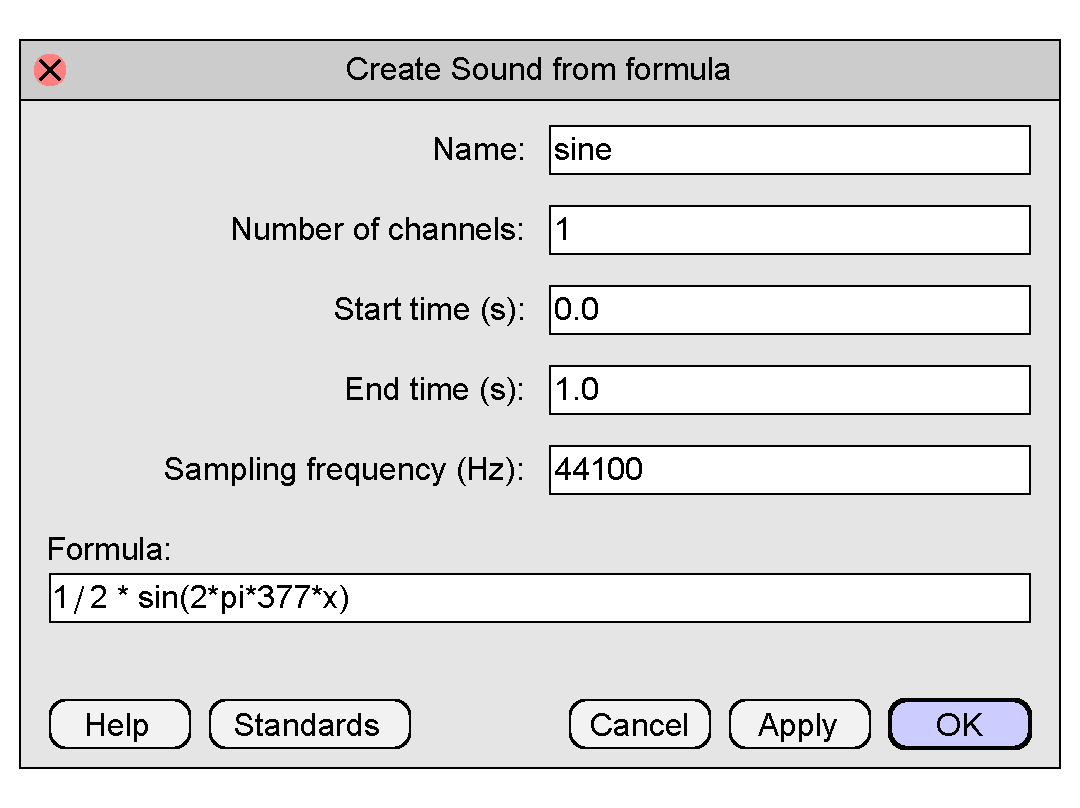 Create Sound from formula
Name: sine
Number of channels: 1
Start time (s): 0.0
End time (s): 1.0
Sampling frequency (Hz): 44100
Formula:
1/2 * sin(2*pi*377*x)
Help Standards Cancel Apply OK